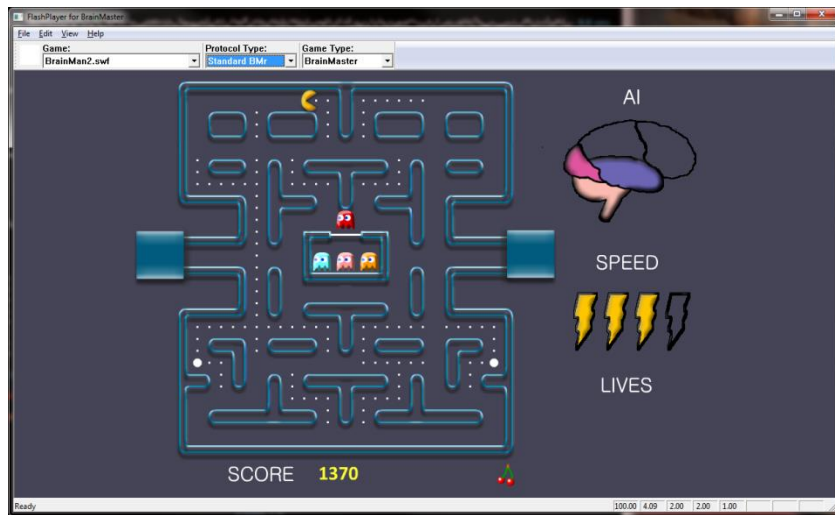 FlashPlayer for BrainMaster
File Edit View Help
Game: Protocol Type: Game Type:
BrainMan2.swf Standard BMr BrainMaster
AI
SPEED
LIVES
SCORE 1370
Ready 100.00 4.09 2.00 2.00 1.00